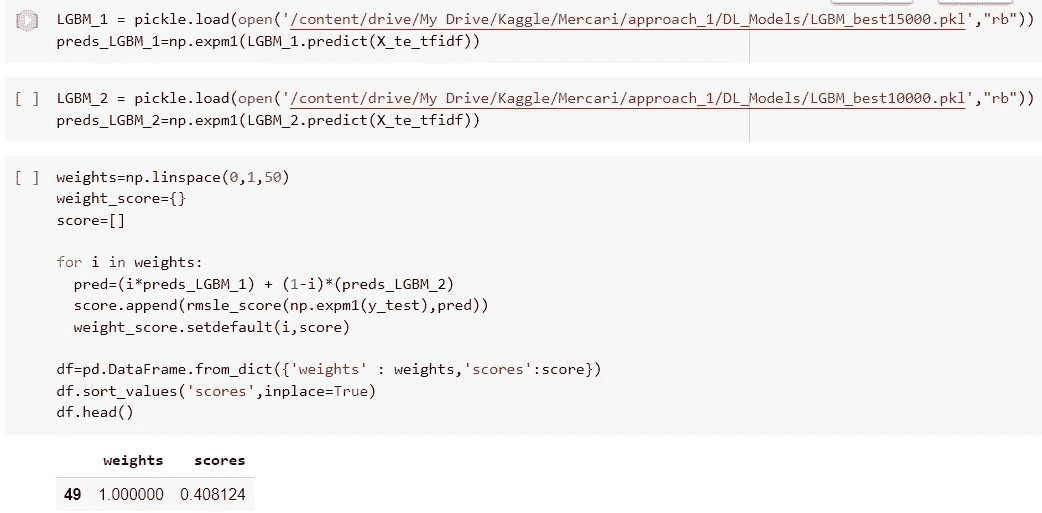 LGBM_1 = pickle.load(open('/content/drive/My Drive/Kaggle/Mercari/approach_1/DL_Models/LGBM_best15000.pkl',"rb"))
preds_LGBM_1=np.expm1(LGBM_1.predict(X_te_tfidf))
[ ] LGBM_2 = pickle.load(open('/content/drive/My Drive/Kaggle/Mercari/approach_1/DL_Models/LGBM_best10000.pkl',"rb"))
preds_LGBM_2=np.expm1(LGBM_2.predict(X_te_tfidf))
[ ] weights=np.linspace(0,1,50)
weight_score={}
score=[]
for i in weights:
  pred=(i*preds_LGBM_1) + (1-i)*(preds_LGBM_2)
  score.append(rmsle_score(np.expm1(y_test),pred))
  weight_score.setdefault(i,score)
df=pd.DataFrame.from_dict({'weights' : weights,'scores':score})
df.sort_values('scores',inplace=True)
df.head()
weights scores
49 1.000000 0.408124